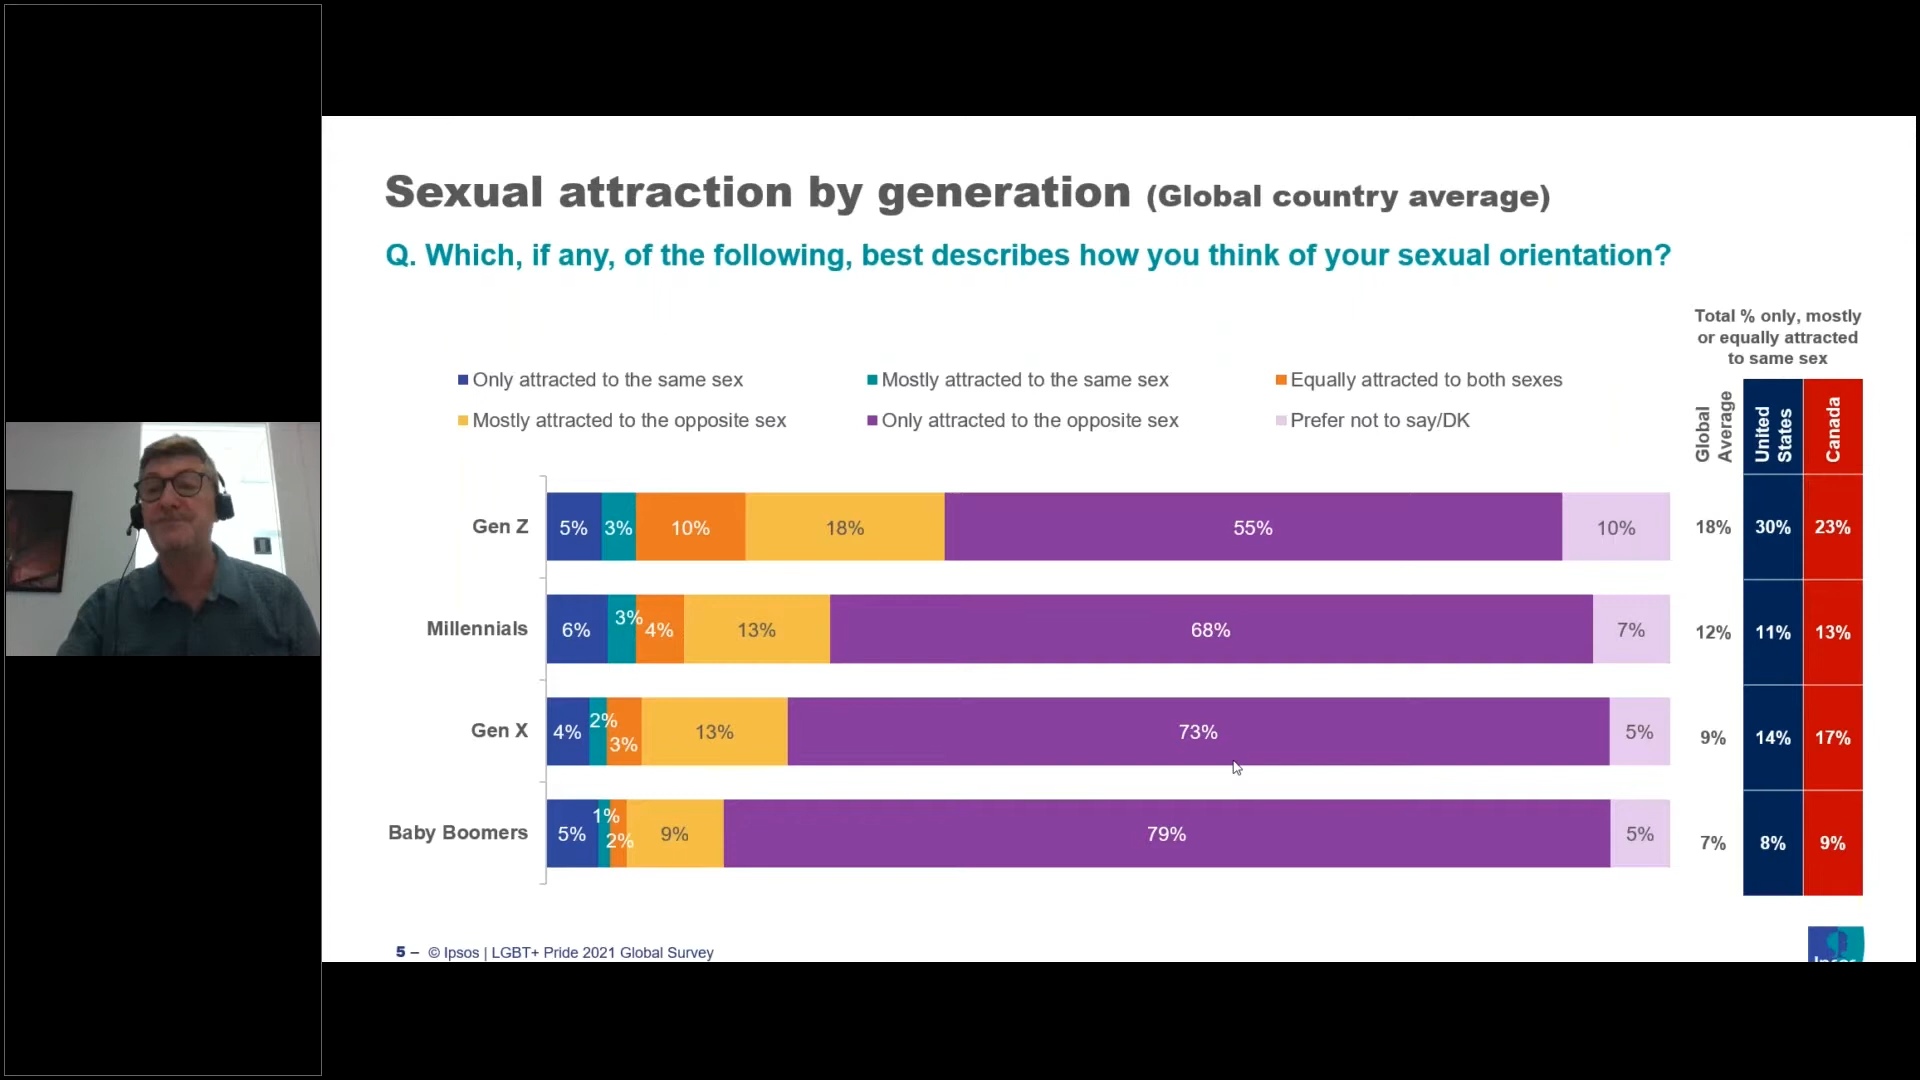 Sexual attraction by generation (Global country average)
Q. Which, if any, of the following, best describes how you think of your sexual orientation?
Total % only, mostly
or equally attracted
to same sex
Only attracted to the same sex
Mostly attracted to the same sex
Equally attracted to both sexes
Mostly attracted to the opposite sex
Only attracted to the opposite sex
Prefer not to say/DK
Global
Average
United
States
Canada
Gen Z
5%
3%
10%
18%
55%
10%
18%
30%
23%
Millennials
6%
3%
4%
13%
68%
7%
12%
11%
13%
Gen X
4%
2%
3%
13%
73%
5%
9%
14%
17%
Baby Boomers
5%
1%
2%
9%
79%
5%
7%
8%
9%
5 – © Ipsos | LGBT+ Pride 2021 Global Survey